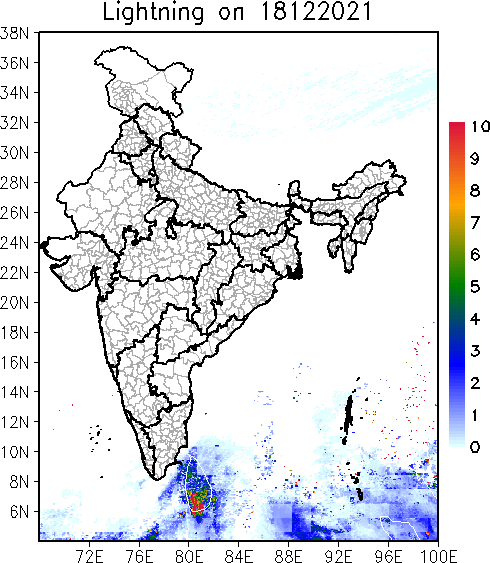 Lightning on 18122021
38N
36N
34N
32N
30N
28N
26N
24N
22N
20N
18N
16N
14N
12N
10N
8N
6N
72E 76E 80E 84E 88E 92E 96E 100E
10
9
8
7
6
5
4
3
2
1
0